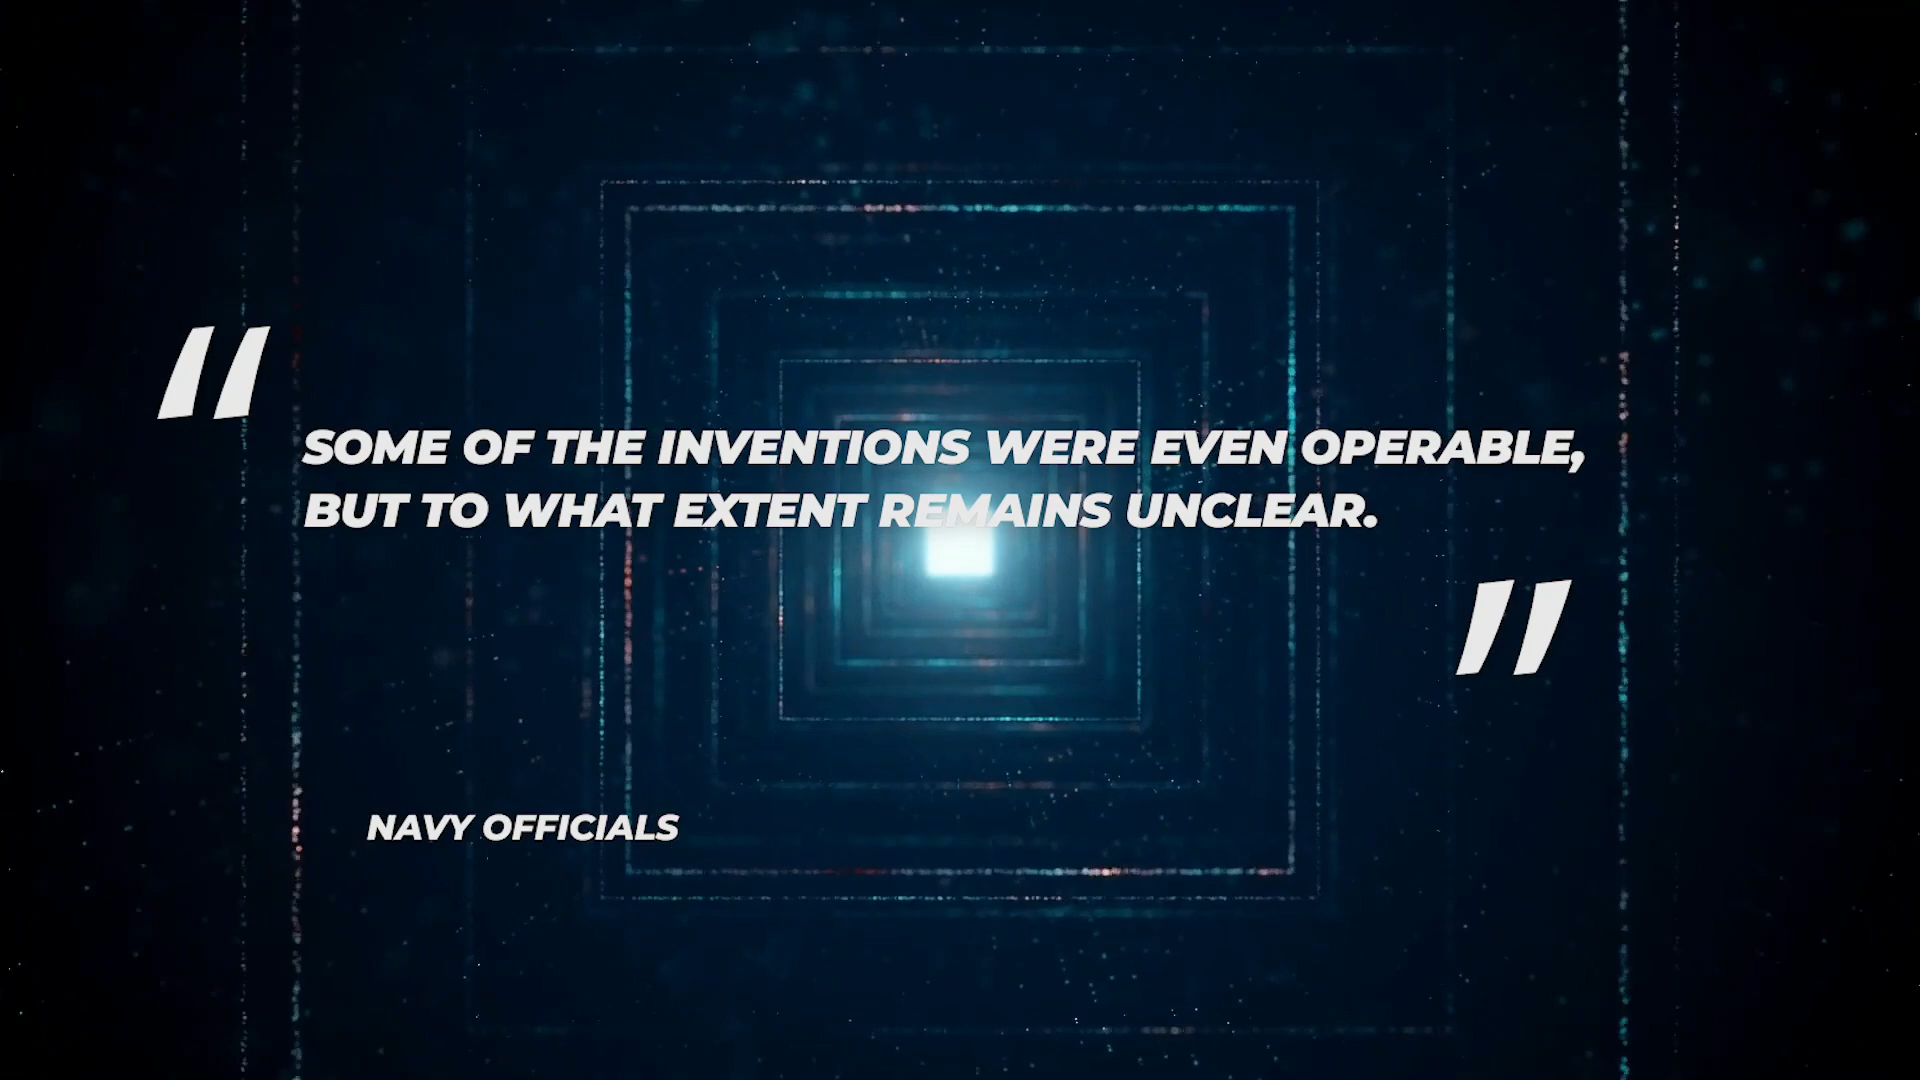 "
SOME OF THE INVENTIONS WERE EVEN OPERABLE,
BUT TO WHAT EXTENT REMAINS UNCLEAR.
"
NAVY OFFICIALS